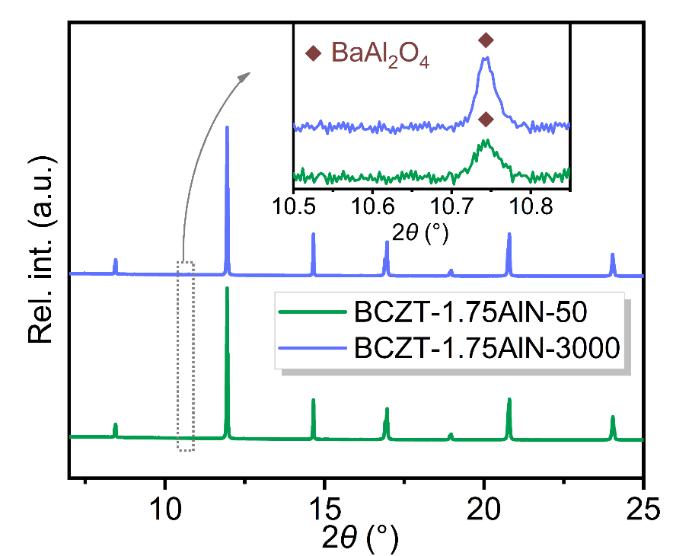 BaAl₂O₄
10.5 10.6 10.7 10.8
2θ (°)
Rel. int. (a.u.)
BCZT-1.75AlN-50
BCZT-1.75AlN-3000
10 15 20 25
2θ (°)